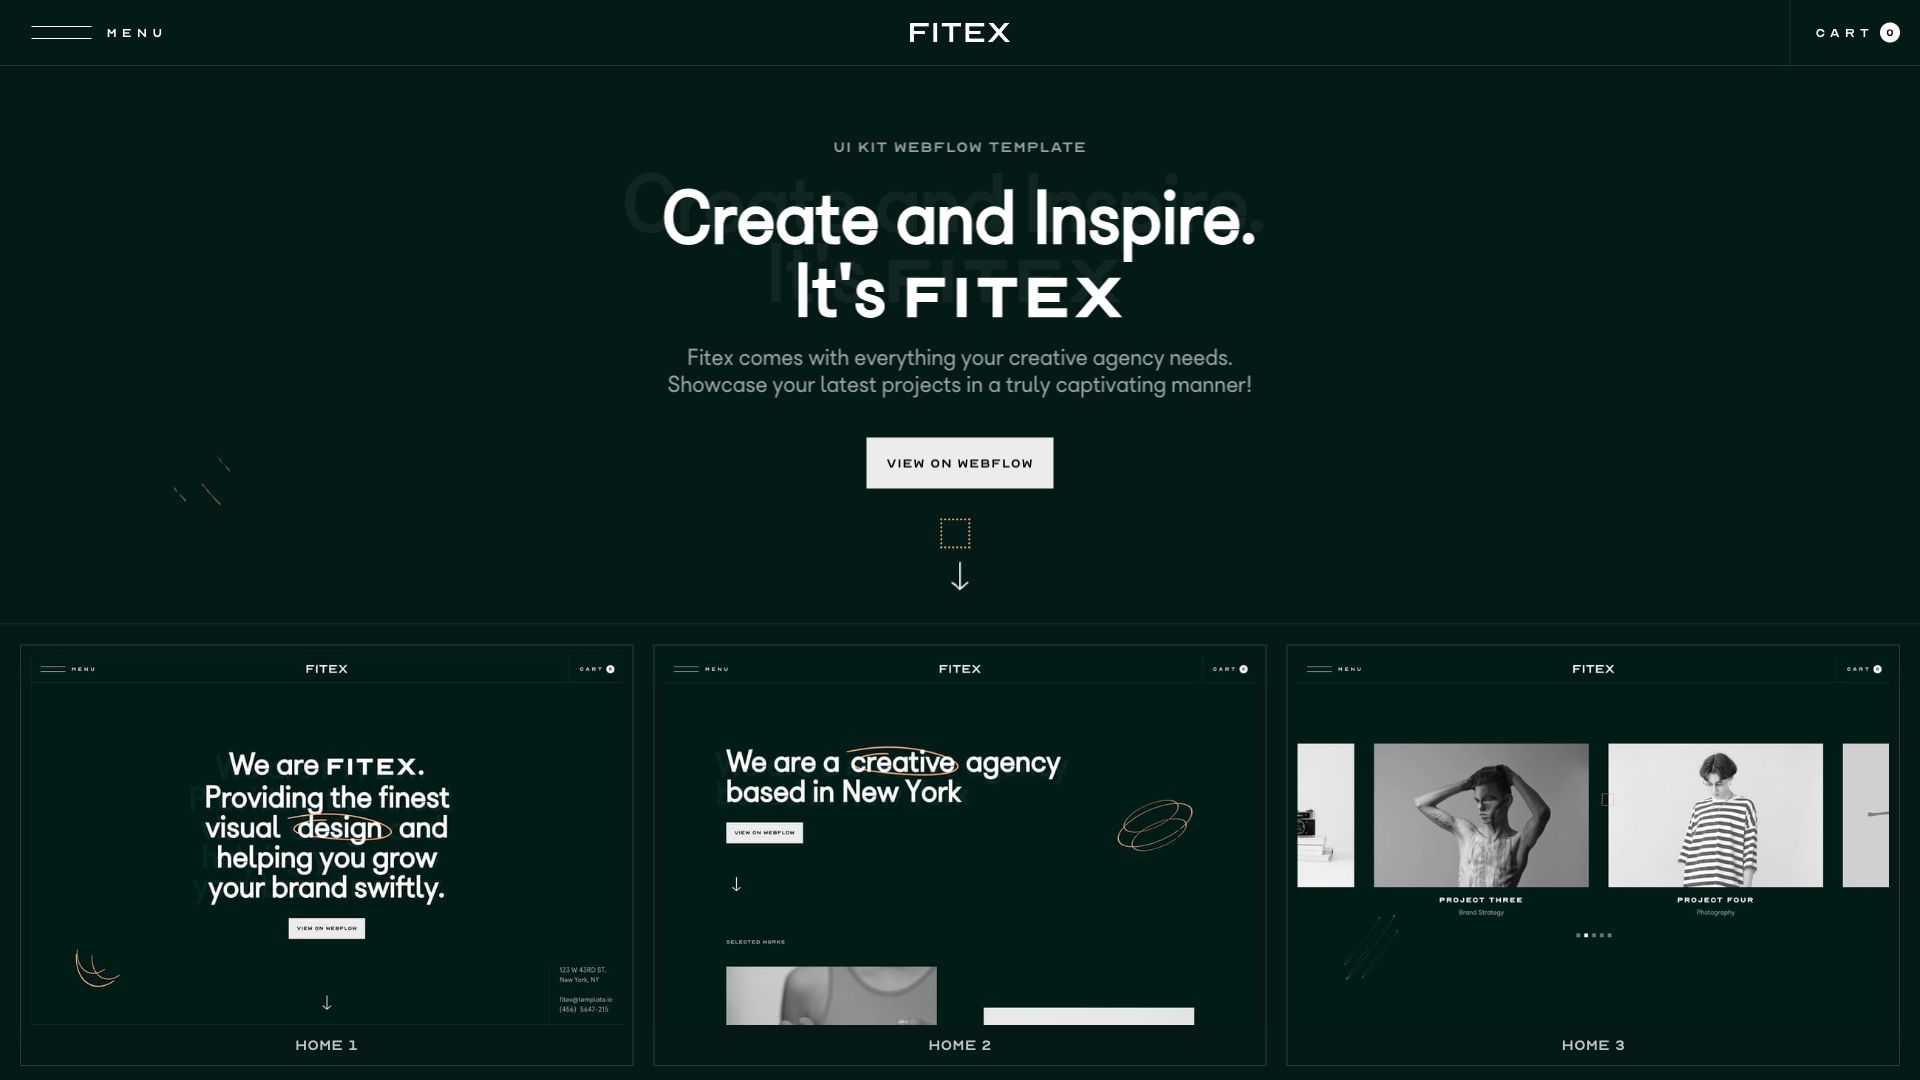 MENU
FITEX
CART 0
UI KIT WEBFLOW TEMPLATE
Create and Inspire.
It's FITEX
Fitex comes with everything your creative agency needs.
Showcase your latest projects in a truly captivating manner!
VIEW ON WEBFLOW
MENU
FITEX
CART 0
We are FITEX.
Providing the finest
visual design and
helping you grow
your brand swiftly.
VIEW ON WEBFLOW
123 W 43RD ST,
New York, NY
fitex@template.io
(456) 5647-215
HOME 1
MENU
FITEX
CART 0
We are a creative agency
based in New York
VIEW ON WEBFLOW
SELECTED WORKS
HOME 2
MENU
FITEX
CART 0
PROJECT THREE
Brand Strategy
PROJECT FOUR
Photography
HOME 3